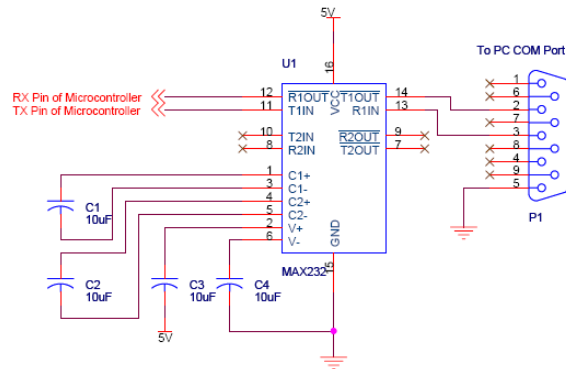 5V
U1
To PC COM Port
16
VCC
RX Pin of Microcontroller
TX Pin of Microcontroller
12
11
R1OUT
T1IN
T1OUT
R1IN
14
13
10
8
T2IN
R2IN
R2OUT
T2OUT
9
7
1
3
4
5
2
6
C1+
C1-
C2+
C2-
V+
V-
GND
15
MAX232
1
6
2
7
3
8
4
9
5
P1
C1
10uF
C2
10uF
C3
10uF
C4
10uF
5V